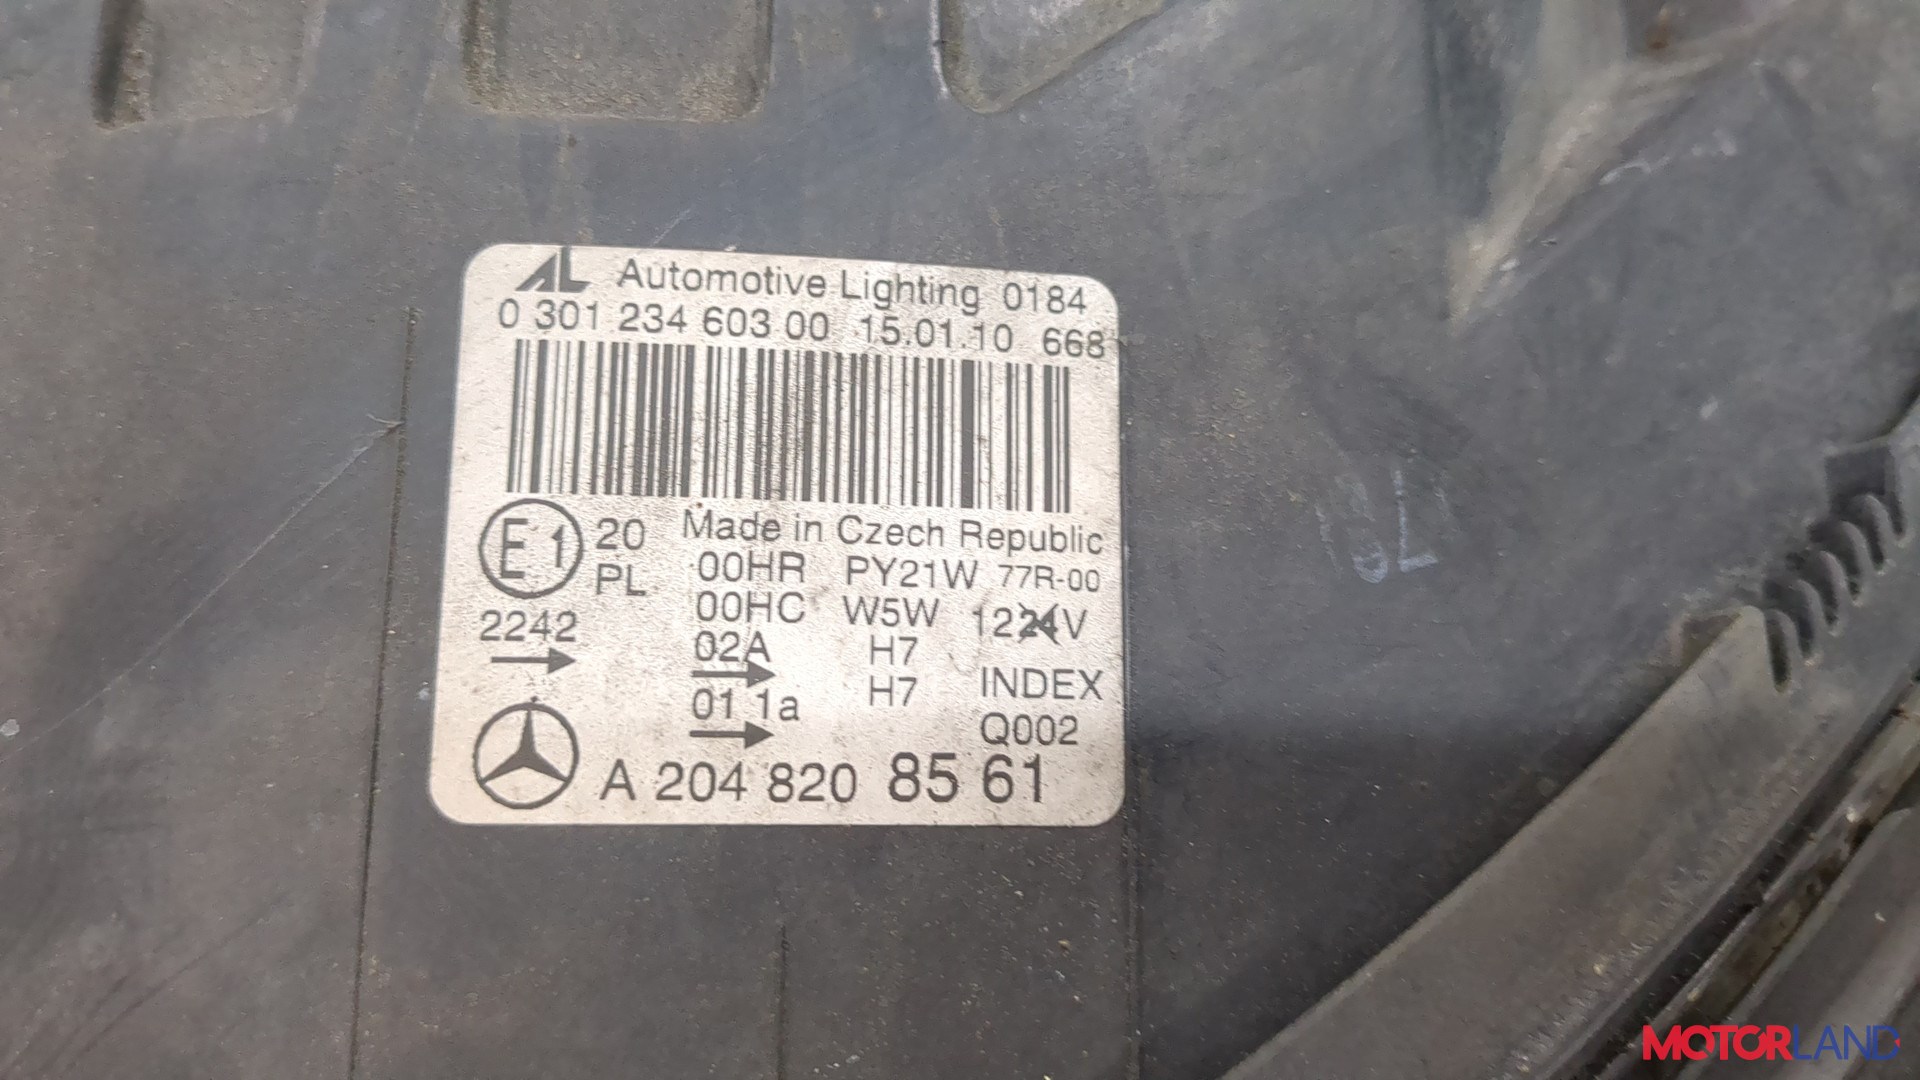 AL Automotive Lighting 0184
0 301 234 603 00 15.01.10 668
E1 20 Made in Czech Republic
PL 00HR PY21W 77R-00
00HC W5W 1224V
2242 02A H7
01 1a H7 INDEX
Q002
A 204 820 85 61
MOTORLAND